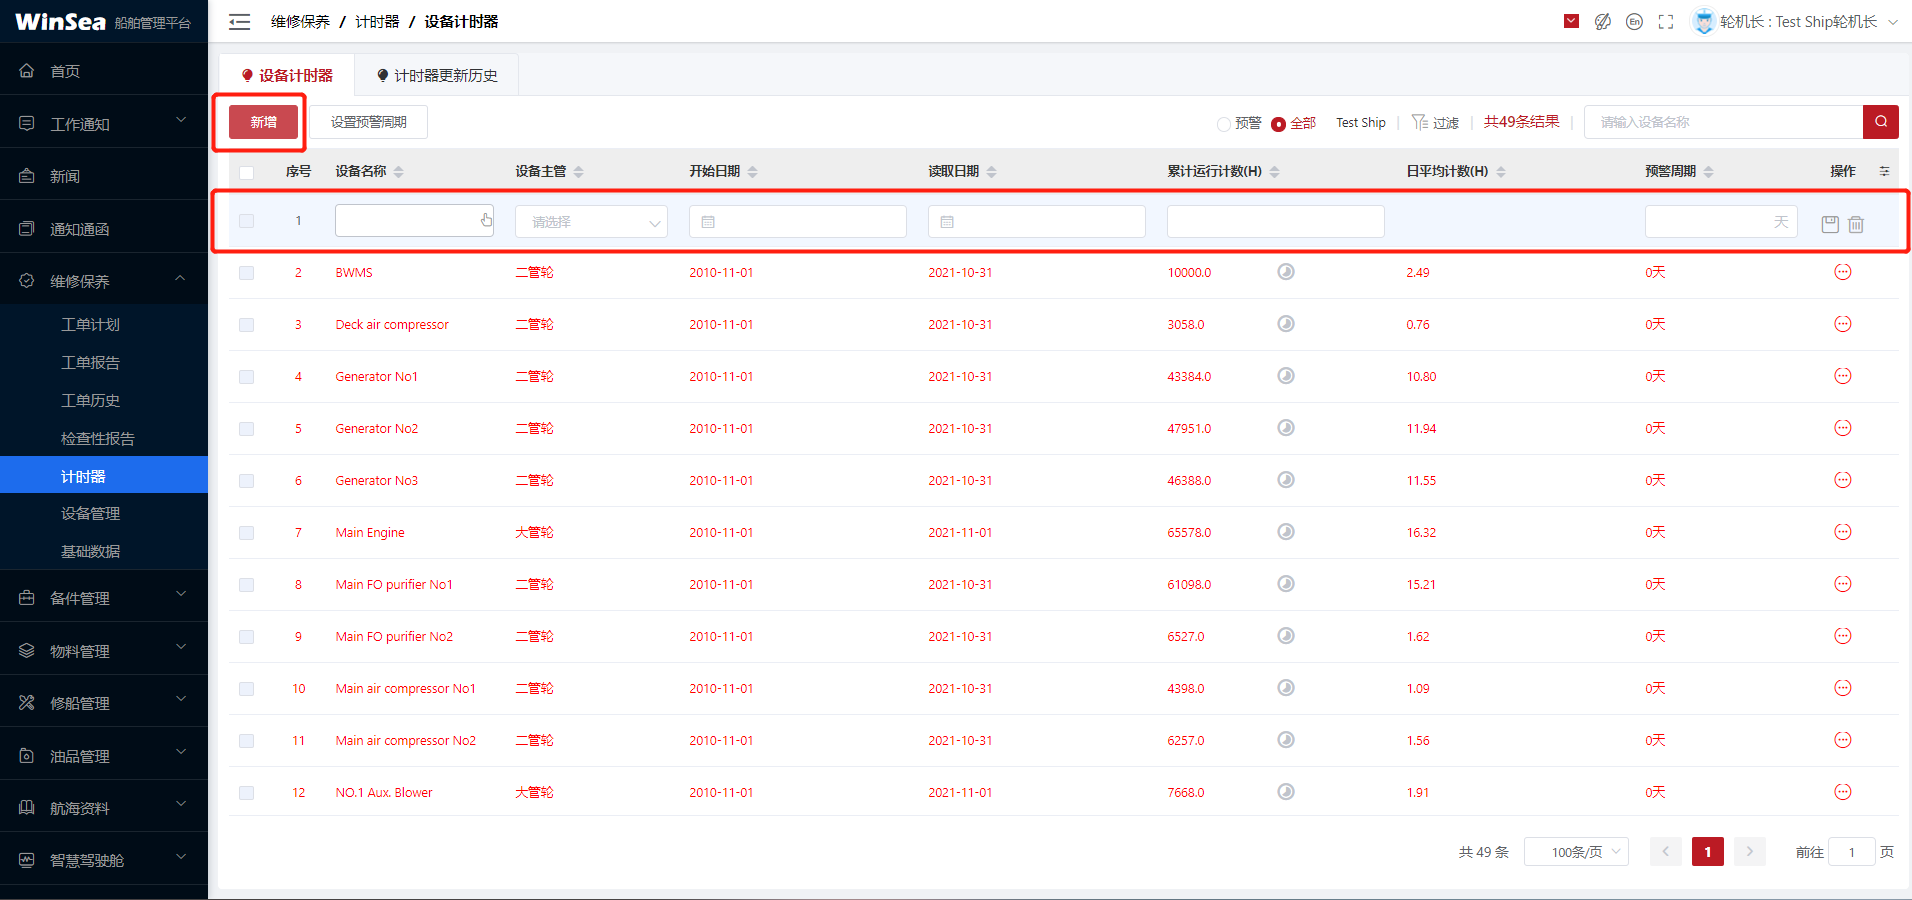 WinSea 船舶管理平台
维修保养 / 计时器 / 设备计时器
En
轮机长 : Test Ship轮机长
首页
工作通知
新闻
通知通函
维修保养
工单计划
工单报告
工单历史
检查性报告
计时器
设备管理
基础数据
备件管理
物料管理
修船管理
油品管理
航海资料
智慧驾驶舱
设备计时器 计时器更新历史
新增 设置预警周期 预警 全部 Test Ship 过滤 共49条结果 请输入设备名称
序号 设备名称 设备主管 开始日期 读取日期 累计运行计数(H) 日平均计数(H) 预警周期 操作
1 请选择 天
2 BWMS 二管轮 2010-11-01 2021-10-31 10000.0 2.49 0天
3 Deck air compressor 二管轮 2010-11-01 2021-10-31 3058.0 0.76 0天
4 Generator No1 二管轮 2010-11-01 2021-10-31 43384.0 10.80 0天
5 Generator No2 二管轮 2010-11-01 2021-10-31 47951.0 11.94 0天
6 Generator No3 二管轮 2010-11-01 2021-10-31 46388.0 11.55 0天
7 Main Engine 大管轮 2010-11-01 2021-11-01 65578.0 16.32 0天
8 Main FO purifier No1 二管轮 2010-11-01 2021-10-31 61098.0 15.21 0天
9 Main FO purifier No2 二管轮 2010-11-01 2021-10-31 6527.0 1.62 0天
10 Main air compressor No1 二管轮 2010-11-01 2021-10-31 4398.0 1.09 0天
11 Main air compressor No2 二管轮 2010-11-01 2021-10-31 6257.0 1.56 0天
12 NO.1 Aux. Blower 大管轮 2010-11-01 2021-11-01 7668.0 1.91 0天
共 49 条 100条/页 1 前往 1 页